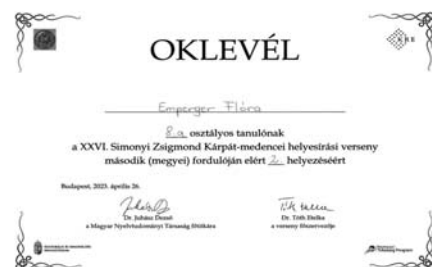 OKLEVÉL
Emperger Flóra
8.a osztályos tanulónak
a XXVI. Simonyi Zsigmond Kárpát-medencei helyesírási verseny
második (megyei) fordulóján elért 2. helyezéséért
Budapest, 2023. április 26.
Dr. Juhász Dezső
a Magyar Nyelvtudományi Társaság főtitkára
Dr. Tóth Etelka
a verseny főszervezője